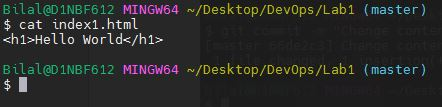 Bilal@D1NBF612 MINGW64 ~/Desktop/DevOps/Lab1 (master)
$ cat index1.html
<h1>Hello World</h1>
Bilal@D1NBF612 MINGW64 ~/Desktop/DevOps/Lab1 (master)
$